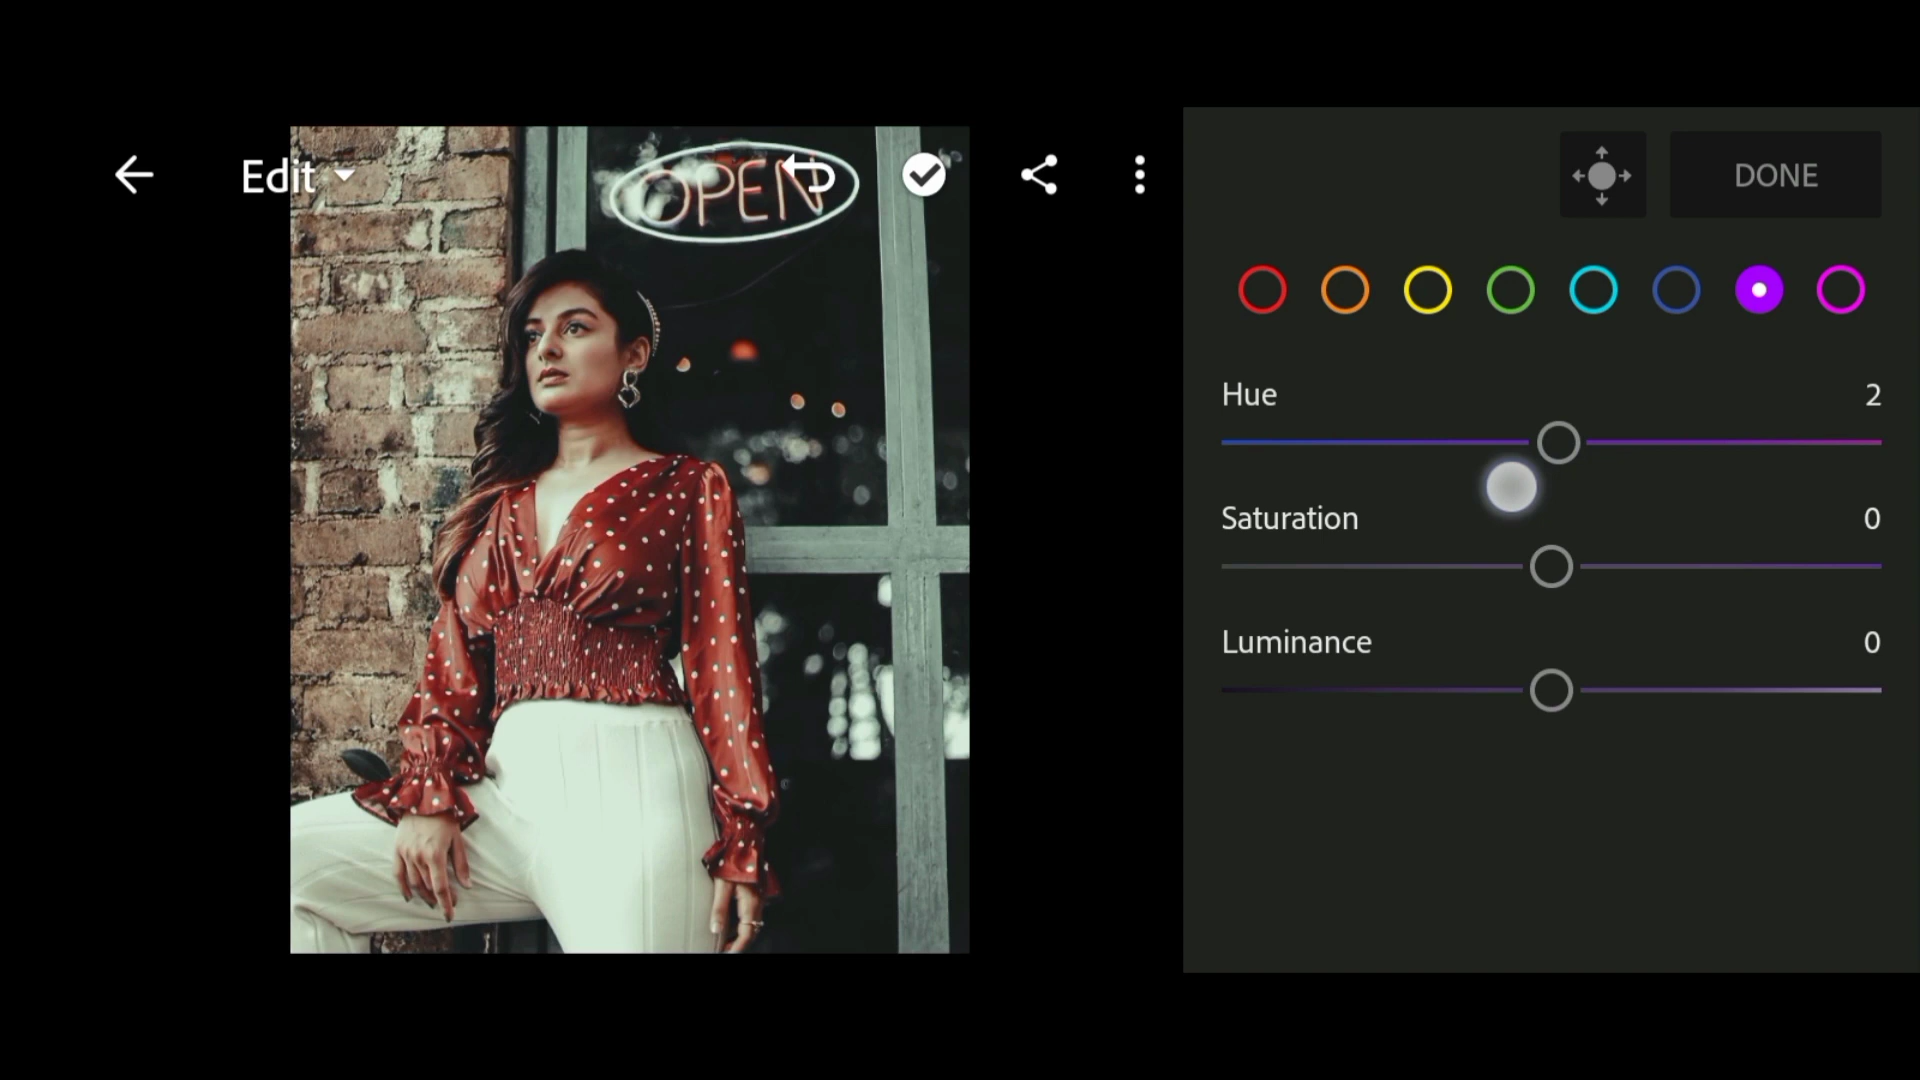 Edit
OPEN
DONE
Hue 2
Saturation 0
Luminance 0